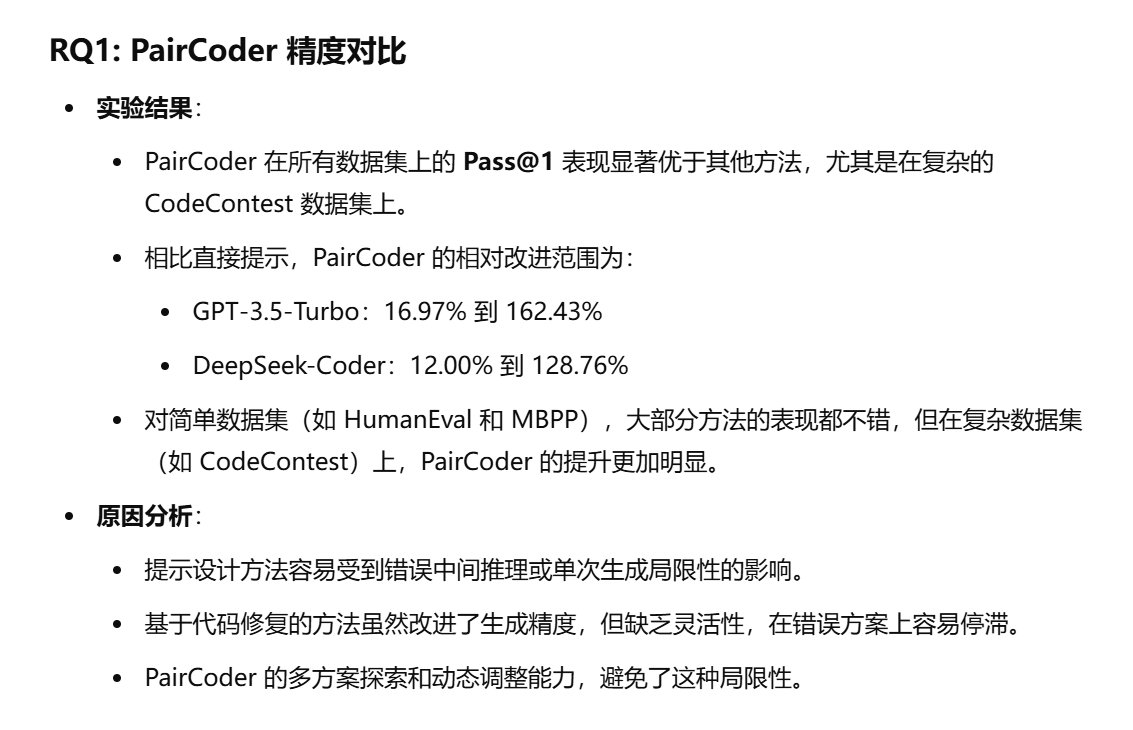 RQ1: PairCoder 精度对比
• 实验结果：
• PairCoder 在所有数据集上的 Pass@1 表现显著优于其他方法，尤其是在复杂的
CodeContest 数据集上。
• 相比直接提示，PairCoder 的相对改进范围为：
• GPT-3.5-Turbo：16.97% 到 162.43%
• DeepSeek-Coder：12.00% 到 128.76%
• 对简单数据集（如 HumanEval 和 MBPP），大部分方法的表现都不错，但在复杂数据集
（如 CodeContest）上，PairCoder 的提升更加明显。
• 原因分析：
• 提示设计方法容易受到错误中间推理或单次生成局限性的影响。
• 基于代码修复的方法虽然改进了生成精度，但缺乏灵活性，在错误方案上容易停滞。
• PairCoder 的多方案探索和动态调整能力，避免了这种局限性。